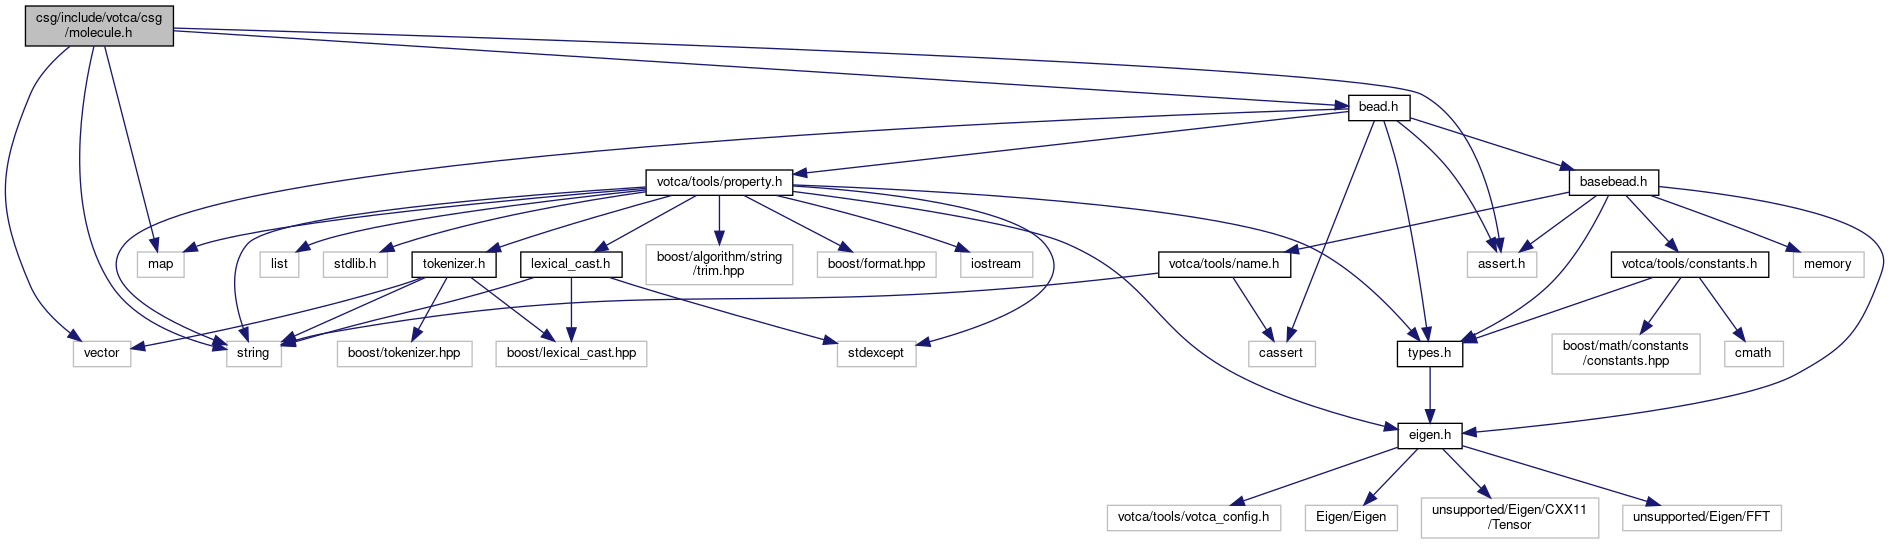 csg/include/votca/csg
/molecule.h
bead.h
votca/tools/property.h
basebead.h
map
list
stdlib.h
tokenizer.h
lexical_cast.h
boost/algorithm/string
/trim.hpp
boost/format.hpp
iostream
votca/tools/name.h
assert.h
votca/tools/constants.h
memory
vector
string
boost/tokenizer.hpp
boost/lexical_cast.hpp
stdexcept
cassert
types.h
boost/math/constants
/constants.hpp
cmath
eigen.h
votca/tools/votca_config.h
Eigen/Eigen
unsupported/Eigen/CXX11
/Tensor
unsupported/Eigen/FFT